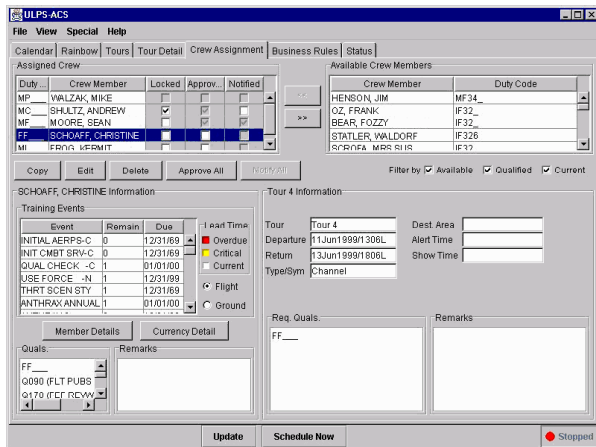 ULPS-ACS
File View Special Help
Calendar Rainbow Tours Tour Detail Crew Assignment Business Rules Status
Assigned Crew
Duty ... Crew Member Locked Approv... Notified
MP___ WALZAK, MIKE
MC___ SHULTZ, ANDREW
MF___ MOORE, SEAN
FF___ SCHOAFF, CHRISTINE
ML FROG, KERMIT
>>
Available Crew Members
Crew Member Duty Code
HENSON, JIM MF34_
OZ, FRANK IF32_
BEAR, FOZZY IF32_
STATLER, WALDORF IF326
SCROFA, MRS SUS IF32
Copy Edit Delete Approve All Notify All
Filter by Available Qualified Current
SCHOAFF, CHRISTINE Information
Training Events
Event Remain Due
INITIAL AERPS-C 0 12/31/69
INIT CMBT SRV-C 0 12/31/69
QUAL CHECK -C 1 01/01/00
USE FORCE -N 1 12/31/99
THRT SCEN STY 1 12/31/69
ANTHRAX ANNUAL 1 01/01/00
Lead Time
Overdue
Critical
Current
Flight
Ground
Member Details Currency Detail
Quals.
FF___
Q090 (FLT PUBS
Q170 (FEF REVW
Remarks
Tour 4 Information
Tour Tour 4 Dest. Area
Departure 11Jun1999/1306L Alert Time
Return 13Jun1999/1806L Show Time
Type/Sym Channel
Req. Quals.
FF___
Remarks
Update Schedule Now Stopped